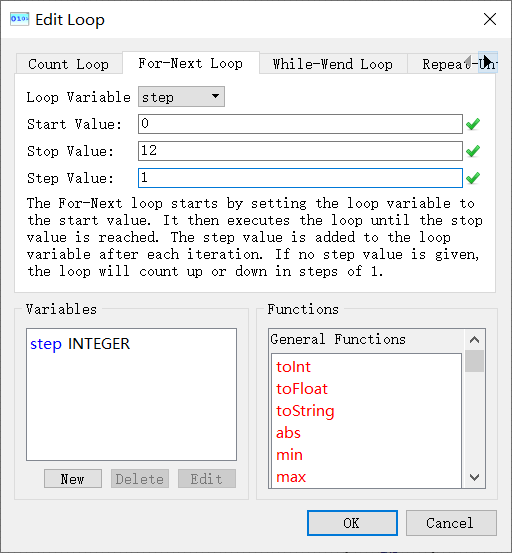 Edit Loop
Count Loop For-Next Loop While-Wend Loop Repeat-Unt
Loop Variable step
Start Value: 0
Stop Value: 12
Step Value: 1
The For-Next loop starts by setting the loop variable to
the start value. It then executes the loop until the stop
value is reached. The step value is added to the loop
variable after each iteration. If no step value is given,
the loop will count up or down in steps of 1.
Variables
step INTEGER
New Delete Edit
Functions
General Functions
toInt
toFloat
toString
abs
min
max
OK Cancel